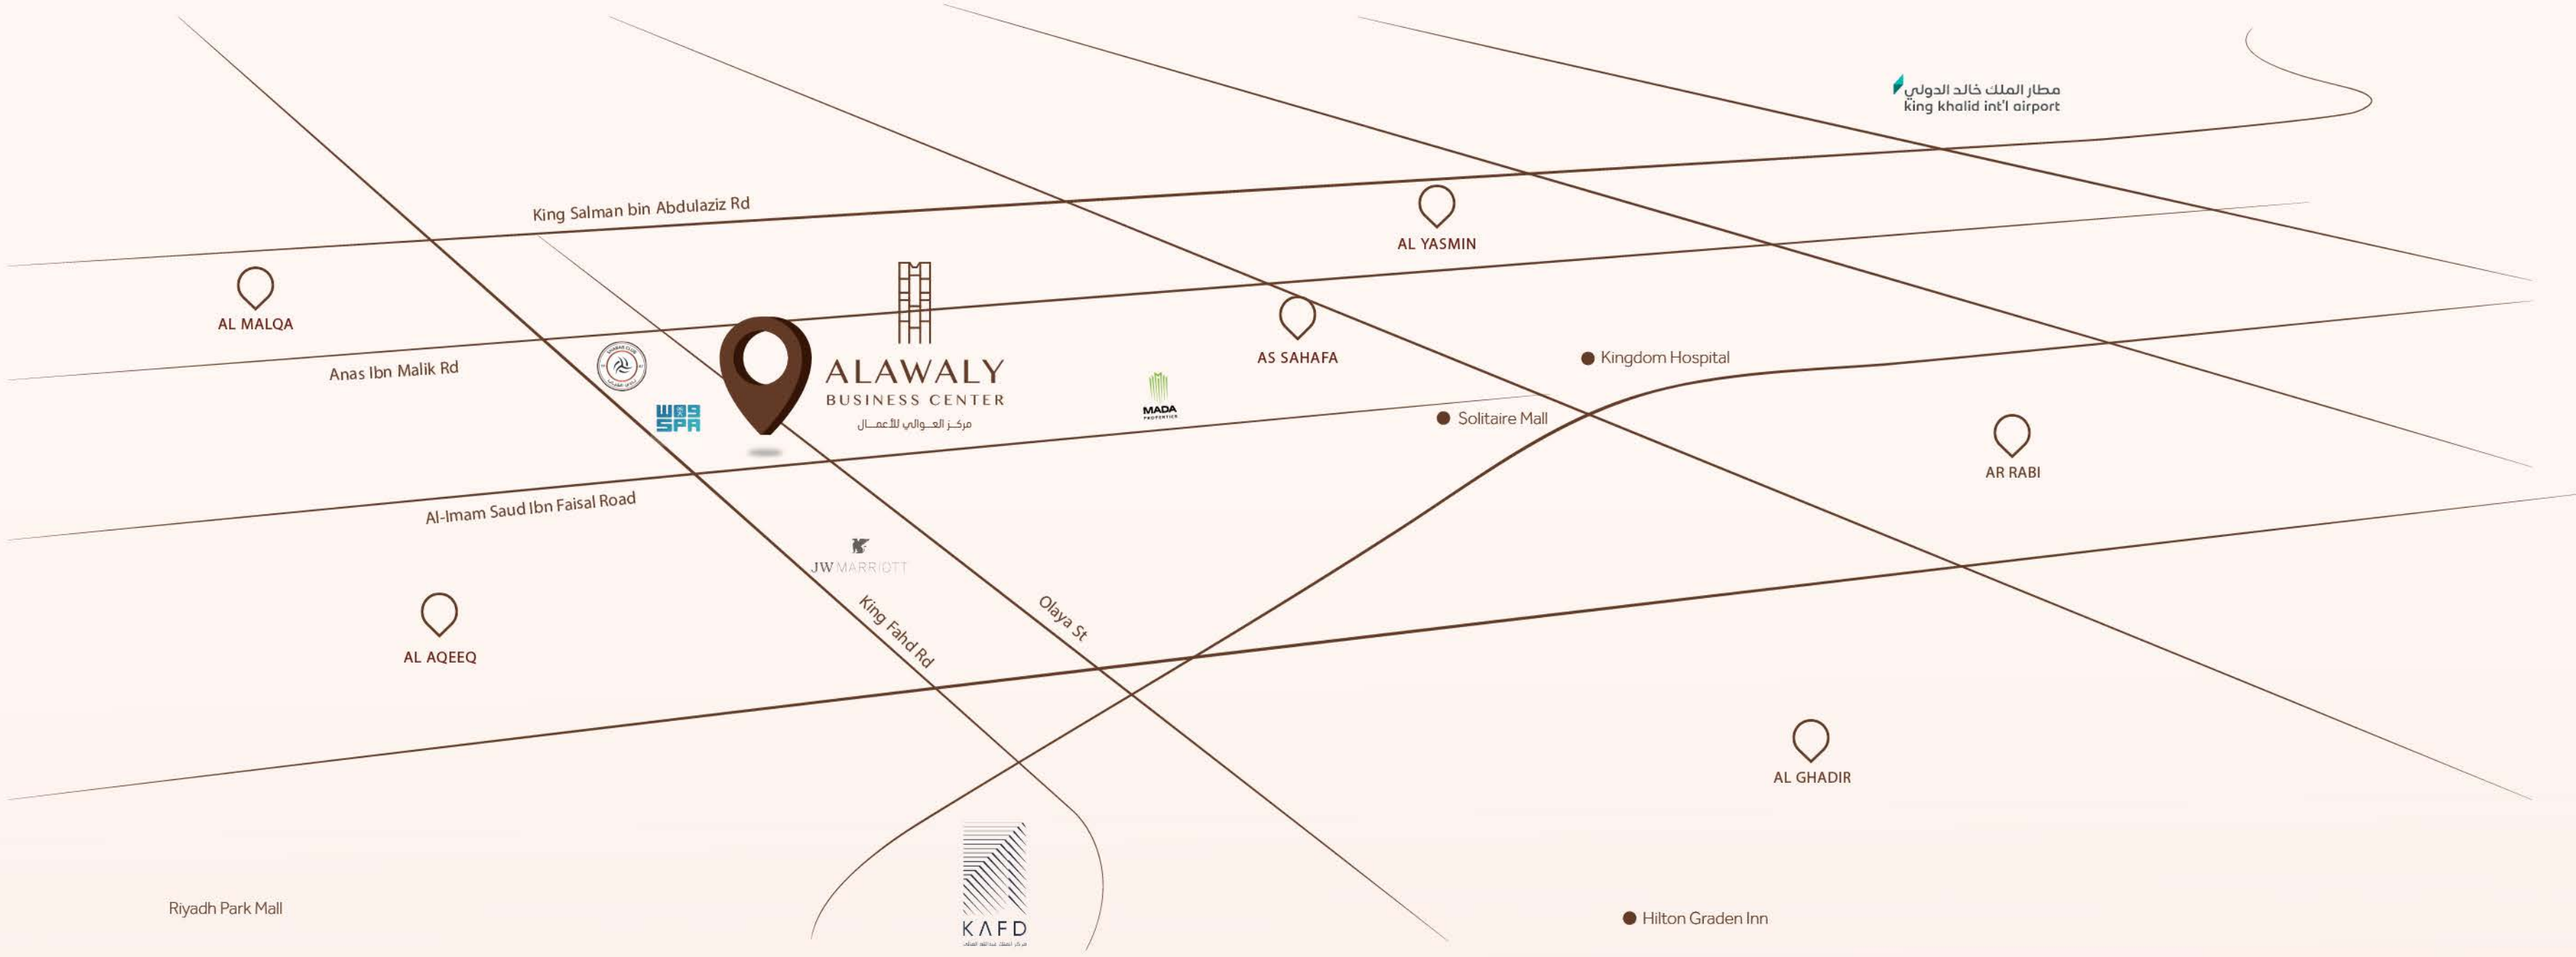 مطار الملك خالد الدولي
king khalid int'l airport
King Salman bin Abdulaziz Rd
AL YASMIN
AL MALQA
Anas Ibn Malik Rd
AS SAHAFA
Kingdom Hospital
ALAWALY
BUSINESS CENTER
مركز العوالي للأعمال
WAS
SPA
MADA
PROPERTIES
Solitaire Mall
AR RABI
Al-Imam Saud Ibn Faisal Road
JW MARRIOTT
King Fahd Rd
Olaya St
AL AQEEQ
AL GHADIR
Riyadh Park Mall
KAFD
Hilton Graden Inn